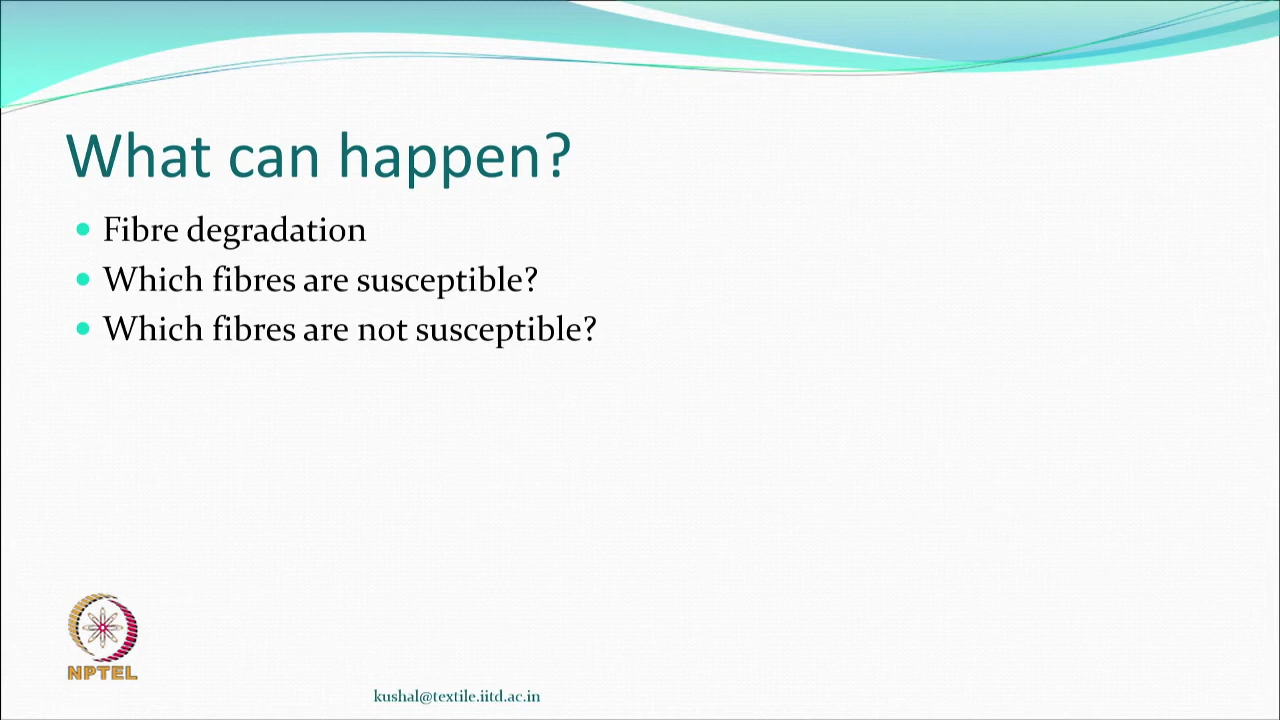 What can happen?
Fibre degradation
Which fibres are susceptible?
Which fibres are not susceptible?
NPTEL
kushal@textile.iitd.ac.in